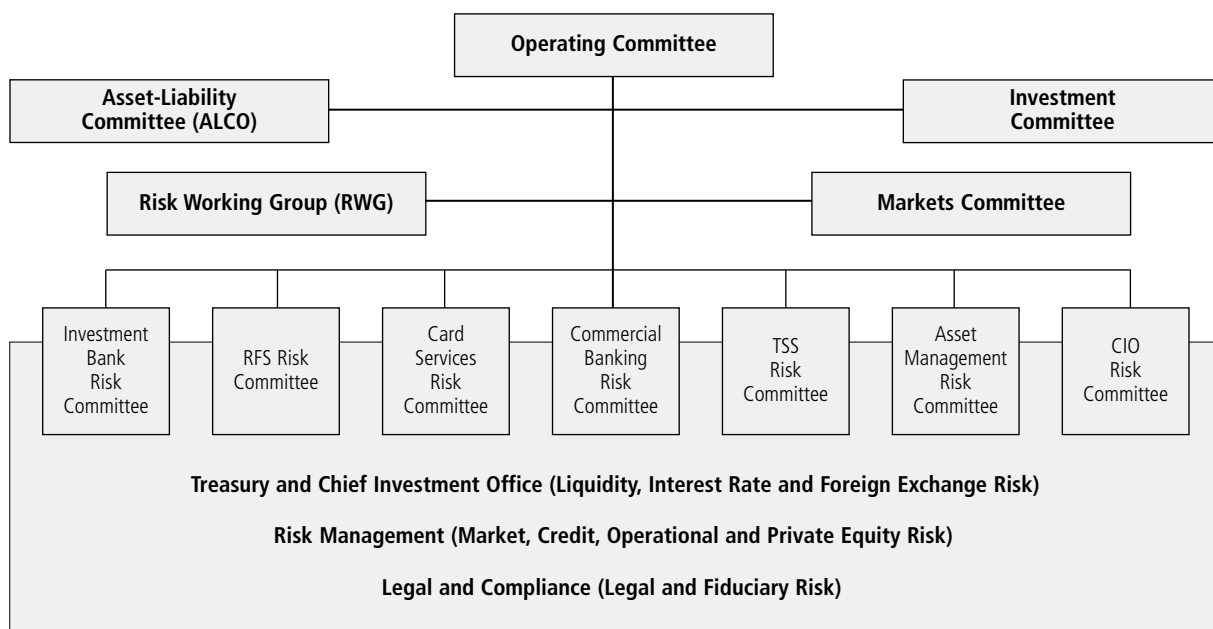 Operating Committee
Asset-Liability
Committee (ALCO)
Investment
Committee
Risk Working Group (RWG)
Markets Committee
Investment
Bank
Risk
Committee
RFS Risk
Committee
Card
Services
Risk
Committee
Commercial
Banking
Risk
Committee
TSS
Risk
Committee
Asset
Management
Risk
Committee
CIO
Risk
Committee
Treasury and Chief Investment Office (Liquidity, Interest Rate and Foreign Exchange Risk)
Risk Management (Market, Credit, Operational and Private Equity Risk)
Legal and Compliance (Legal and Fiduciary Risk)